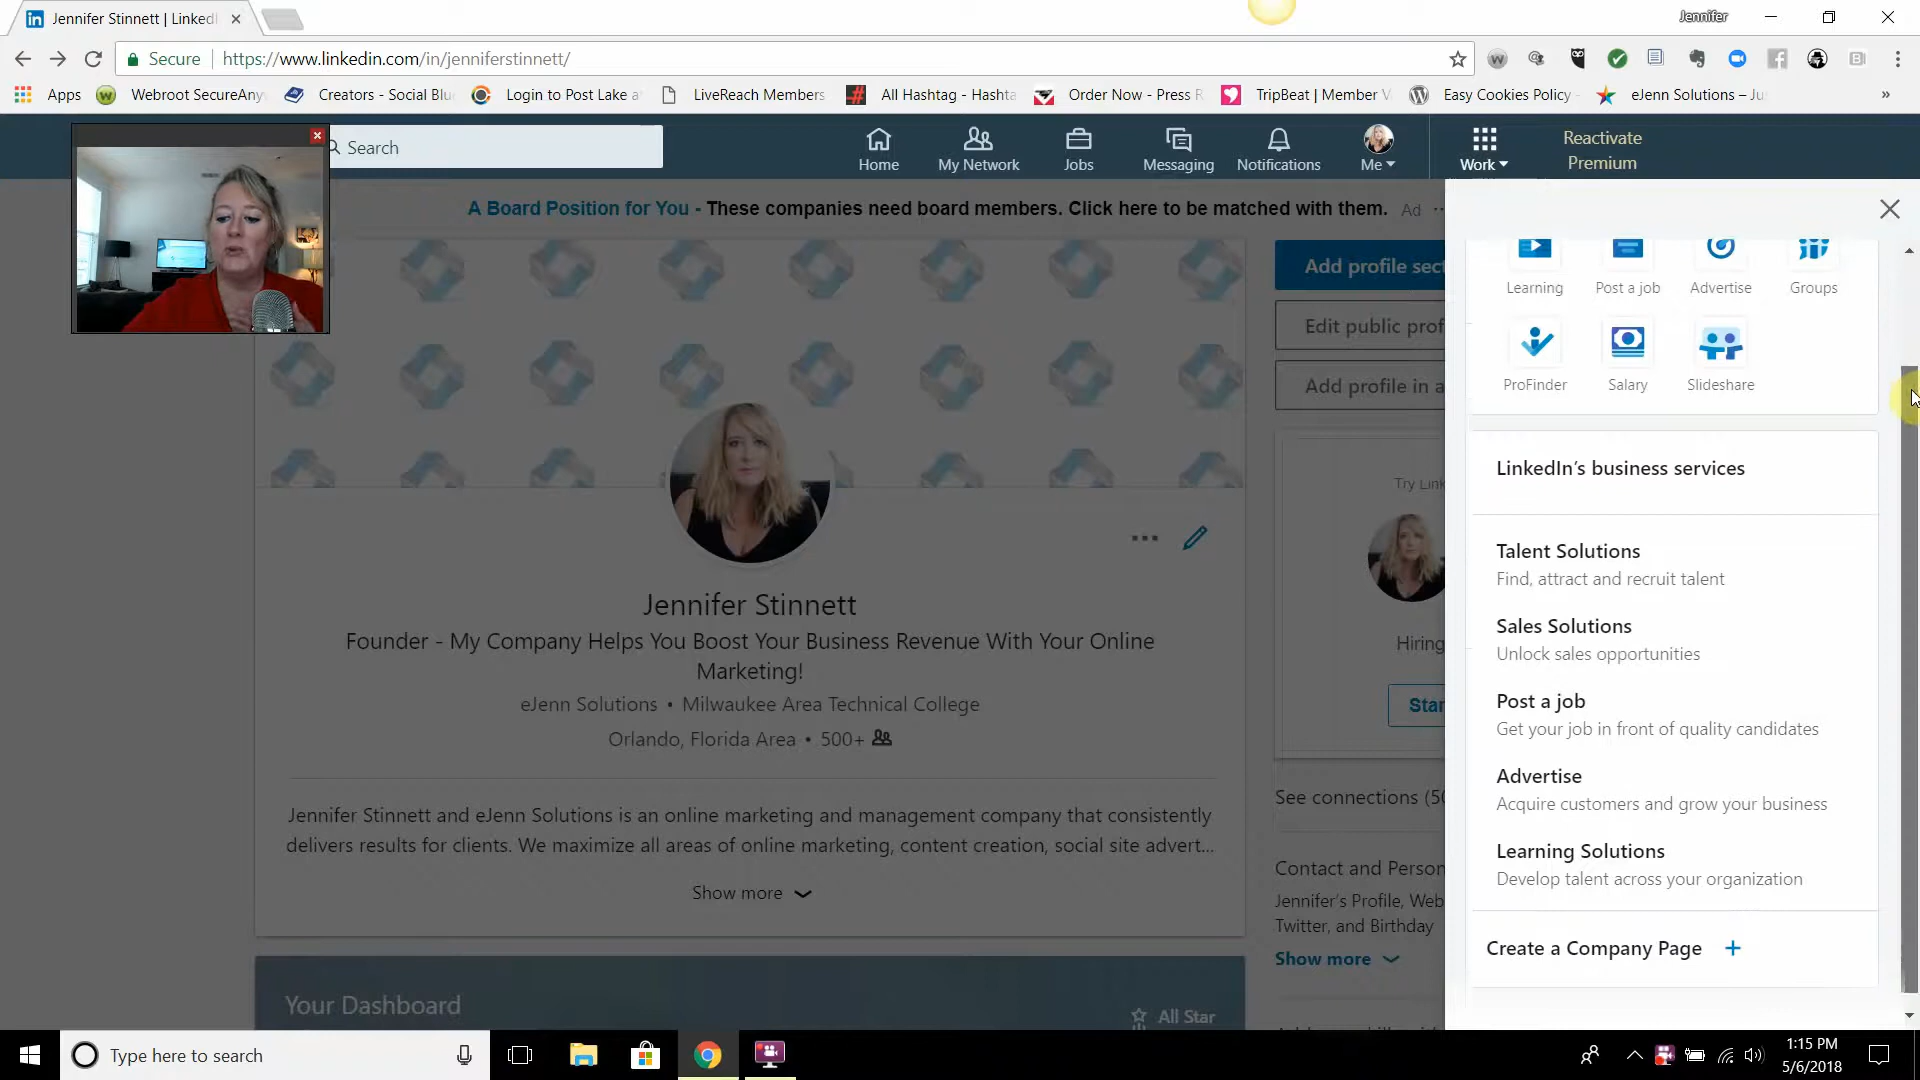 Jennifer Stinnett | LinkedI
Jennifer
Secure
https://www.linkedin.com/in/jenniferstinnett/
Apps
Webroot SecureAny
Creators - Social Blu
Login to Post Lake a
LiveReach Members
All Hashtag - Hashta
Order Now - Press R
TripBeat | Member V
Easy Cookies Policy
eJenn Solutions – Ju
»
Search
Home
My Network
Jobs
Messaging
Notifications
Me
Work
Reactivate
Premium
A Board Position for You - These companies need board members. Click here to be matched with them. Ad
Add profile sect
Edit public prof
Add profile in a
Learning
Post a job
Advertise
Groups
ProFinder
Salary
Slideshare
LinkedIn's business services
Talent Solutions
Find, attract and recruit talent
Sales Solutions
Unlock sales opportunities
Post a job
Get your job in front of quality candidates
Advertise
Acquire customers and grow your business
Learning Solutions
Develop talent across your organization
Create a Company Page +
Try Link
Hiring
Star
Jennifer Stinnett
Founder - My Company Helps You Boost Your Business Revenue With Your Online
Marketing!
eJenn Solutions • Milwaukee Area Technical College
Orlando, Florida Area • 500+
Jennifer Stinnett and eJenn Solutions is an online marketing and management company that consistently
delivers results for clients. We maximize all areas of online marketing, content creation, social site advert...
Show more
See connections (50
Contact and Person
Jennifer's Profile, Web
Twitter, and Birthday
Show more
Your Dashboard
All Star
Type here to search
1:15 PM
5/6/2018